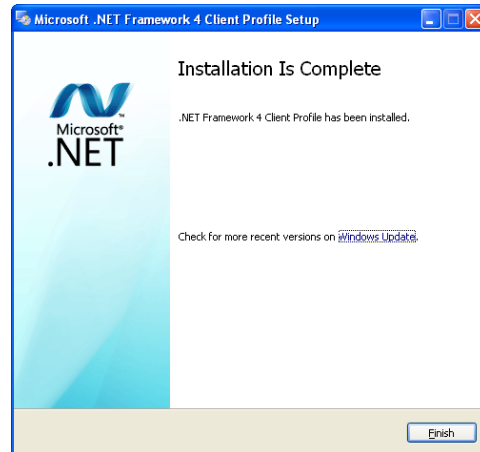 Microsoft .NET Framework 4 Client Profile Setup
Installation Is Complete
Microsoft®
.NET
.NET Framework 4 Client Profile has been installed.
Check for more recent versions on Windows Update.
Finish